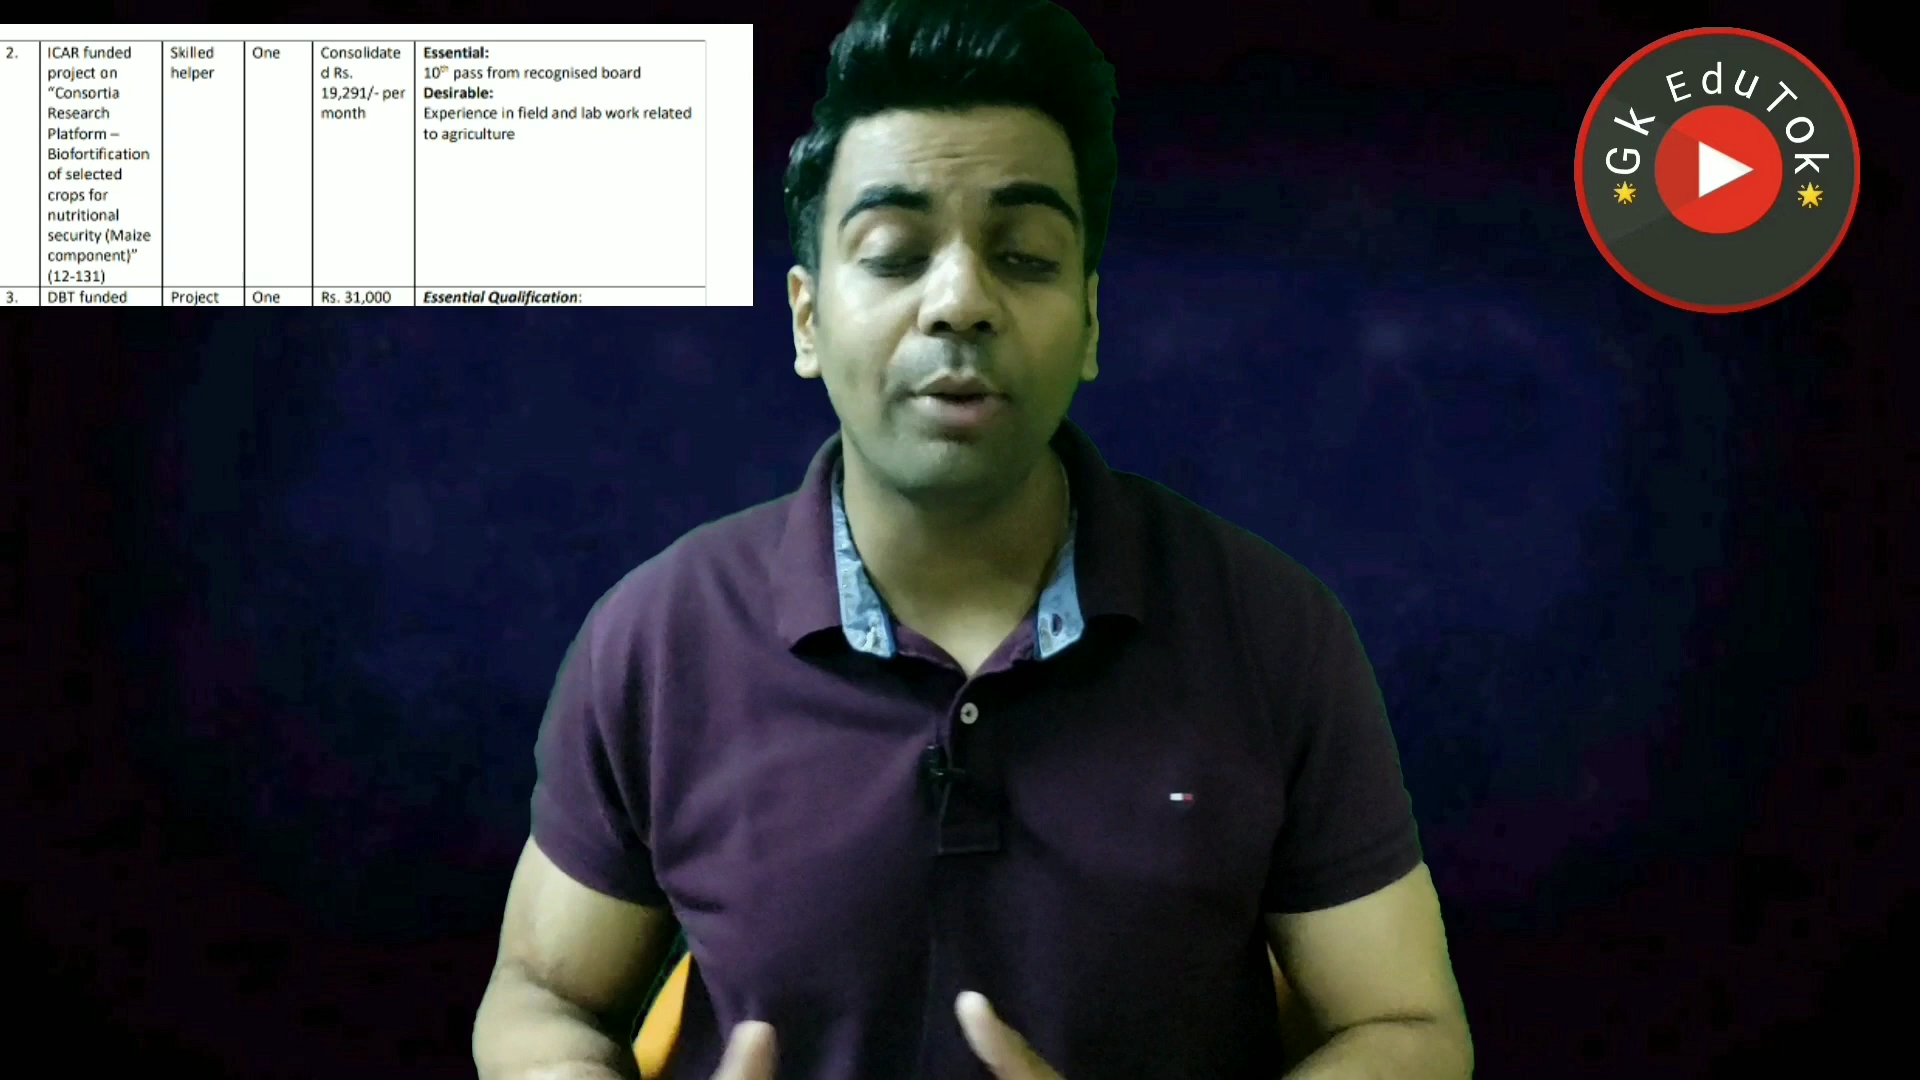 2.
ICAR funded
project on
“Consortia
Research
Platform –
Biofortification
of selected
crops for
nutritional
security (Maize
component)”
(12-131)
Skilled
helper
One
Consolidate
d Rs.
19,291/- per
month
Essential:
10th pass from recognised board
Desirable:
Experience in field and lab work related
to agriculture
3.
DBT funded
Project
One
Rs. 31,000
Essential Qualification:
Gk EduTok